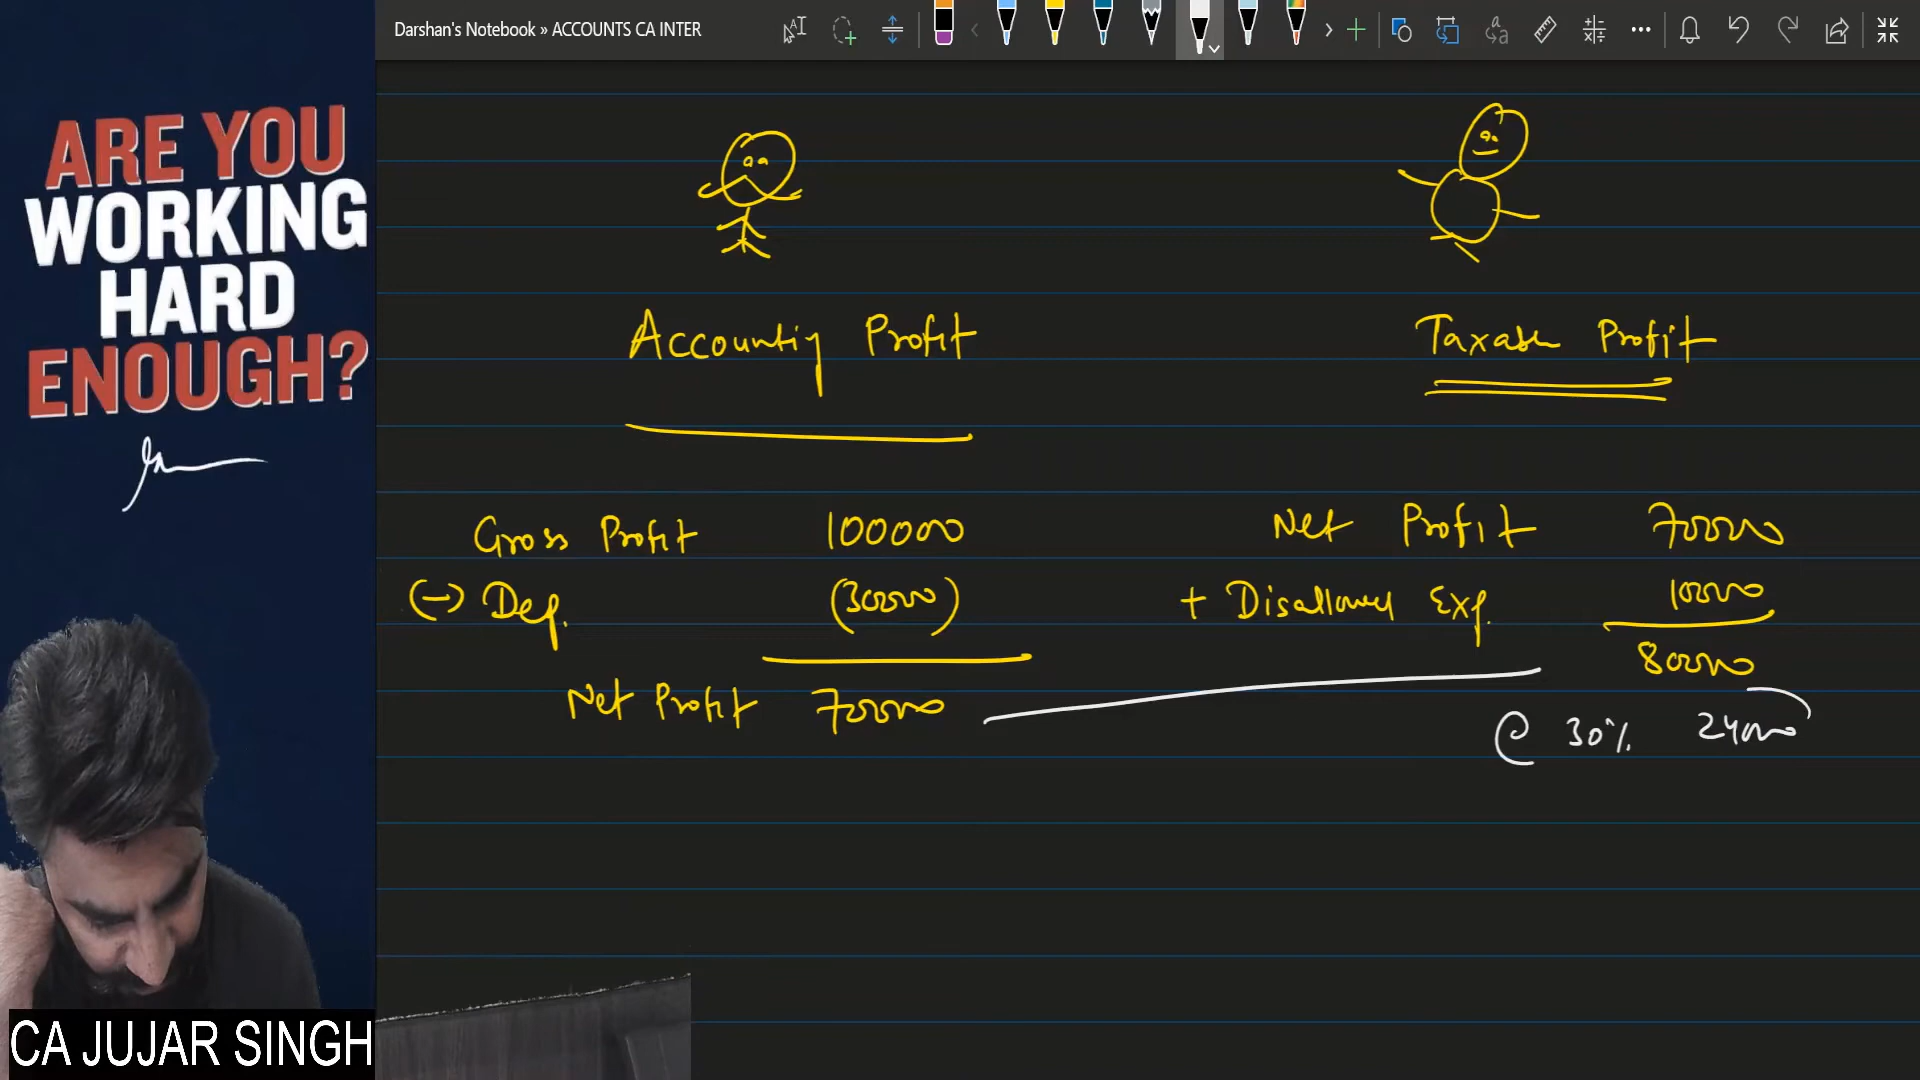 Darshan's Notebook » ACCOUNTS CA INTER
ARE YOU
WORKING
HARD
ENOUGH?
Accounting Profit
Taxable Profit
Gross Profit 100000
(-) Dep. (30000)
Net Profit 70000
Net Profit 70000
+ Disallowed Exp. 10000
80000
@ 30% 24000
CA JUJAR SINGH